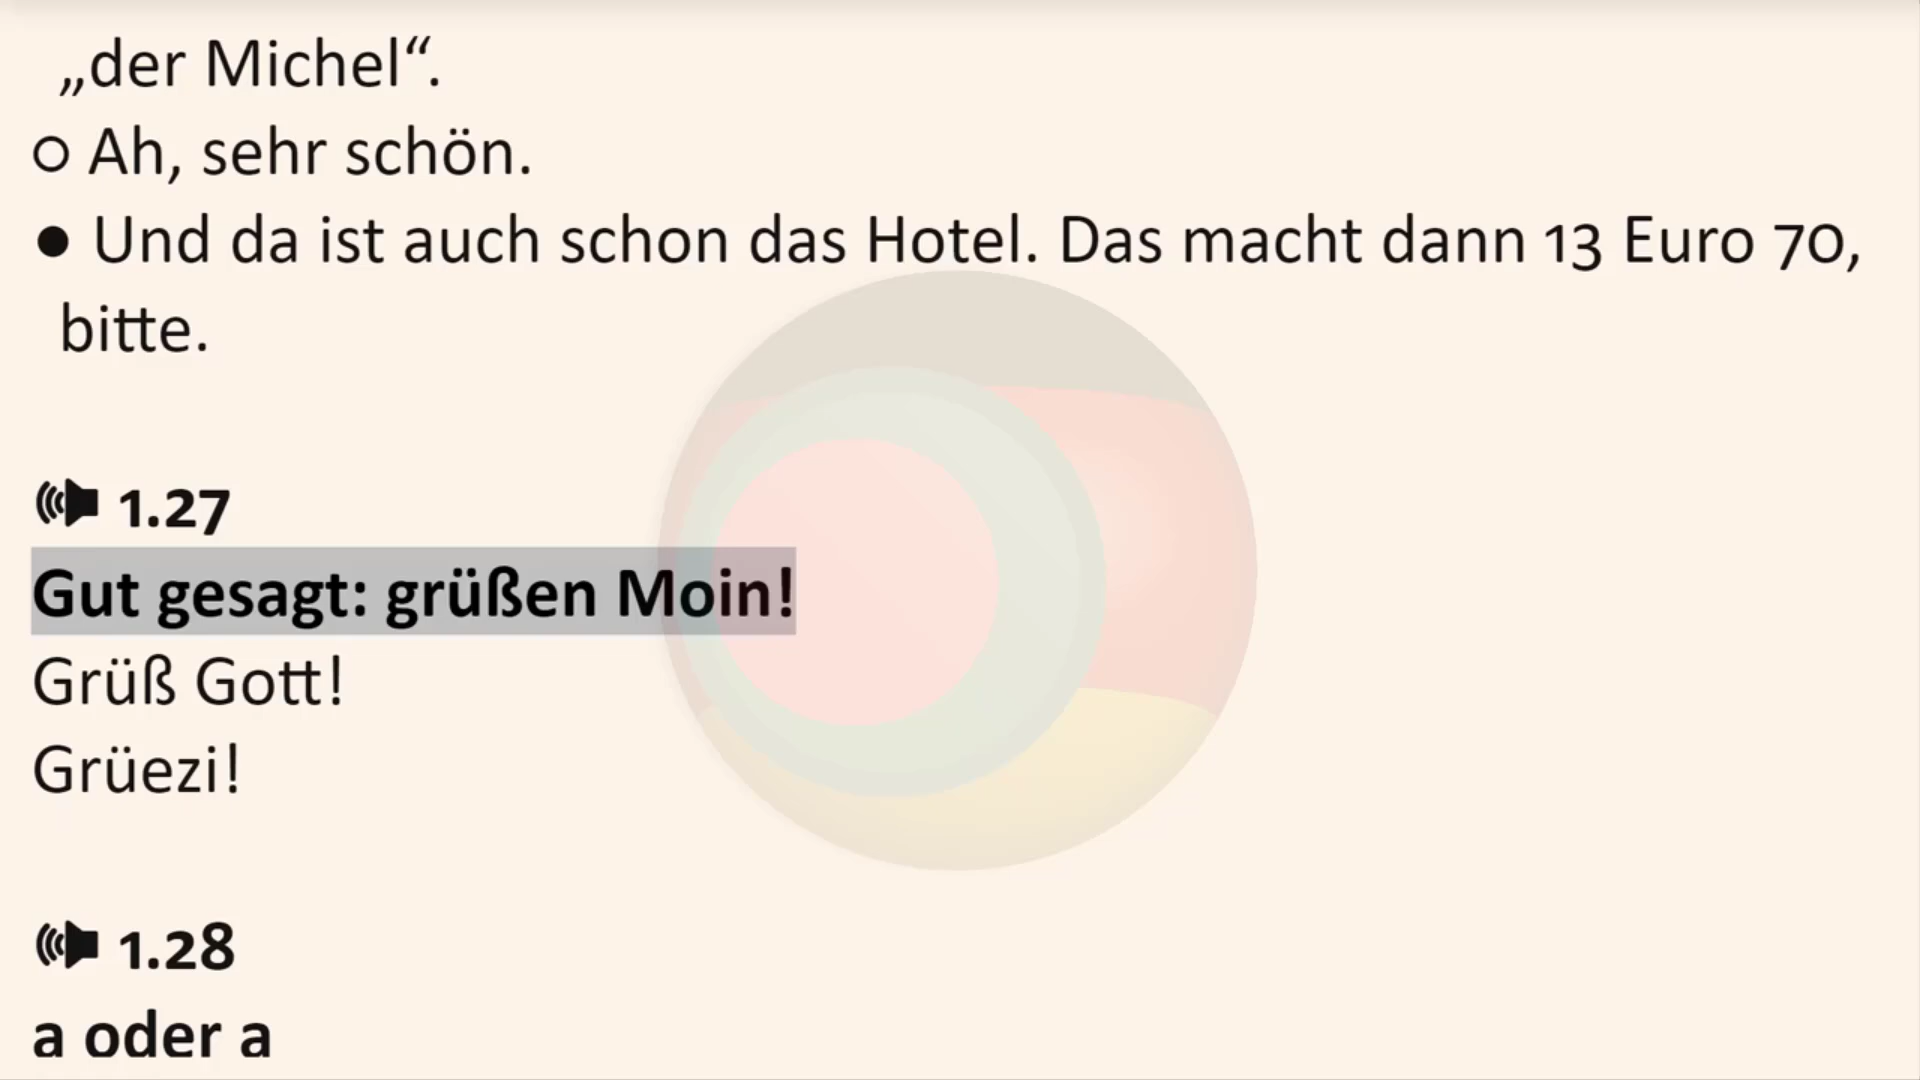 „der Michel“.
○ Ah, sehr schön.
● Und da ist auch schon das Hotel. Das macht dann 13 Euro 70,
bitte.
1.27
Gut gesagt: grüßen Moin!
Grüß Gott!
Grüezi!
1.28
a oder a